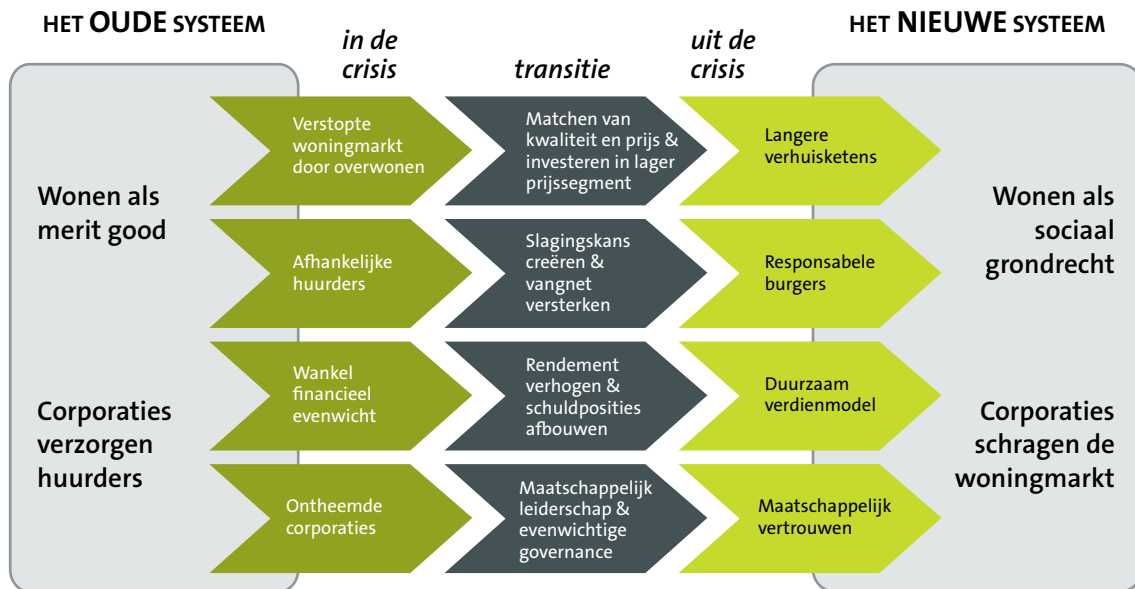 HET OUDE SYSTEEM
in de
crisis
transitie
uit de
crisis
HET NIEUWE SYSTEEM
Wonen als
merit good
Corporaties
verzorgen
huurders
Verstopte
woningmarkt
door overwonen
Matchen van
kwaliteit en prijs &
investeren in lager
prijssegment
Langere
verhuisketens
Afhankelijke
huurders
Slagingskans
creëren &
vangnet
versterken
Responsabele
burgers
Wankel
financieel
evenwicht
Rendement
verhogen &
schuldposities
afbouwen
Duurzaam
verdienmodel
Ontheemde
corporaties
Maatschappelijk
leiderschap &
evenwichtige
governance
Maatschappelijk
vertrouwen
Wonen als
sociaal
grondrecht
Corporaties
schragen de
woningmarkt